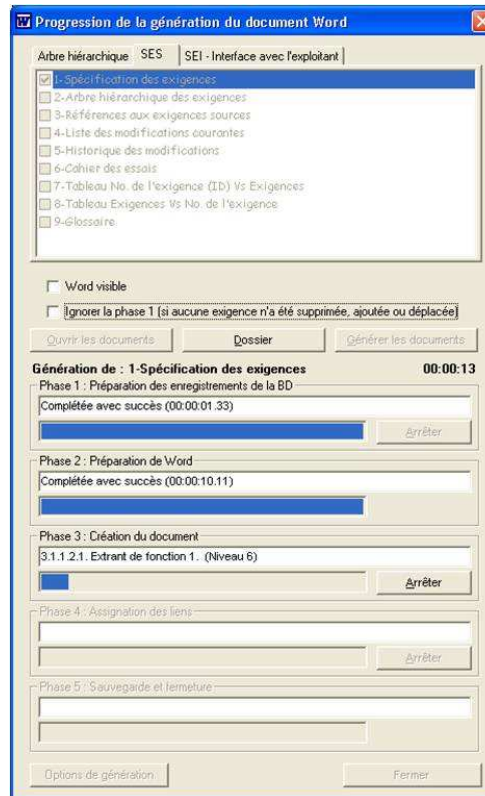 Progression de la génération du document Word
Arbre hiérarchique SES SEI - Interface avec l'exploitant
1-Spécification des exigences
2-Arbre hiérarchique des exigences
3-Références aux exigences sources
4-Liste des modifications courantes
5-Historique des modifications
6-Cahier des essais
7-Tableau No. de l'exigence (ID) Vs Exigences
8-Tableau Exigences Vs No. de l'exigence
9-Glossaire
Word visible
Ignorer la phase 1 (si aucune exigence n'a été supprimée, ajoutée ou déplacée)
Ouvrir les documents Dossier Générer les documents
Génération de : 1-Spécification des exigences 00:00:13
Phase 1 : Préparation des enregistrements de la BD
Complétée avec succès (00:00:01.33)
Arrêter
Phase 2 : Préparation de Word
Complétée avec succès (00:00:10.11)
Phase 3 : Création du document
3.1.1.2.1. Extrant de fonction 1. (Niveau 6)
Arrêter
Phase 4 : Assignation des liens
Arrêter
Phase 5 : Sauvegarde et fermeture
Options de génération Fermer